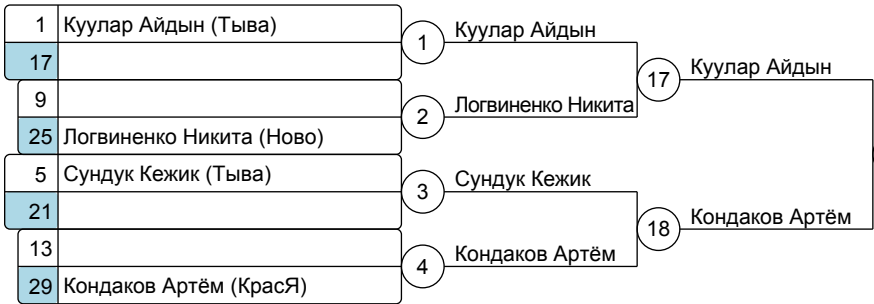 1 Куулар Айдын (Тыва)
17
9
25 Логвиненко Никита (Ново)
5 Сундук Кежик (Тыва)
21
13
29 Кондаков Артём (КрасЯ)
1 Куулар Айдын
2 Логвиненко Никита
3 Сундук Кежик
4 Кондаков Артём
17 Куулар Айдын
18 Кондаков Артём